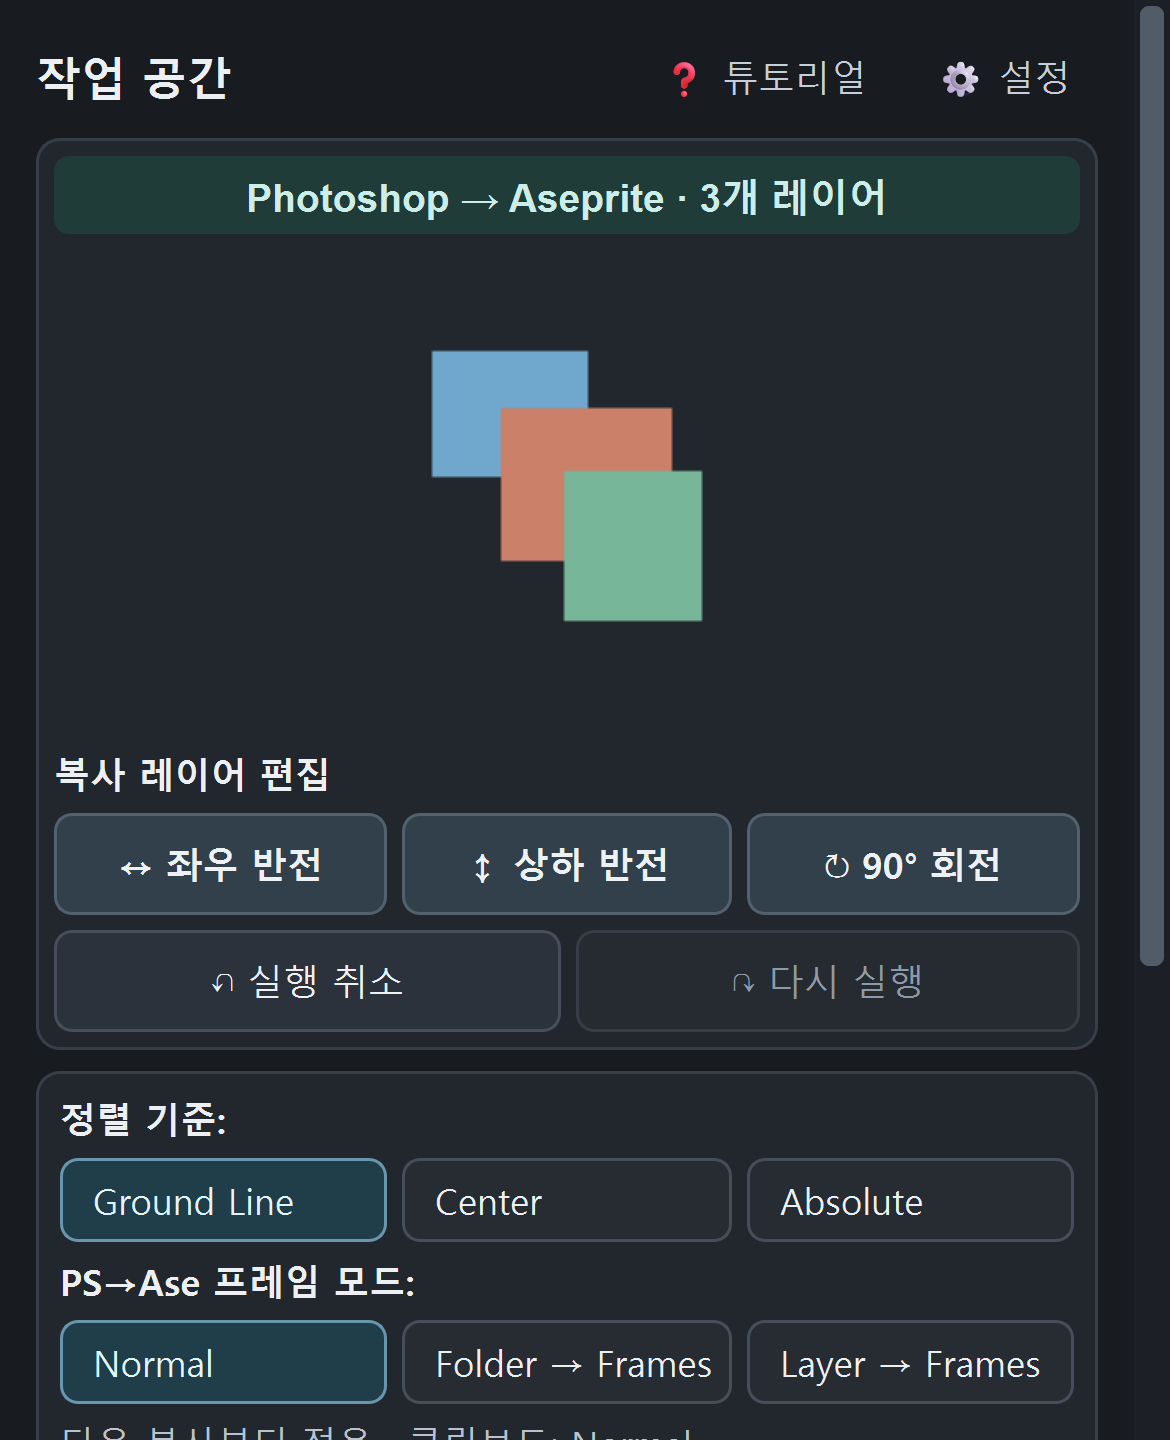 작업 공간
❓ 튜토리얼
⚙️ 설정
Photoshop → Aseprite · 3개 레이어
복사 레이어 편집
↔ 좌우 반전
↕ 상하 반전
↻ 90° 회전
↶ 실행 취소
↷ 다시 실행
정렬 기준:
Ground Line
Center
Absolute
PS→Ase 프레임 모드:
Normal
Folder → Frames
Layer → Frames